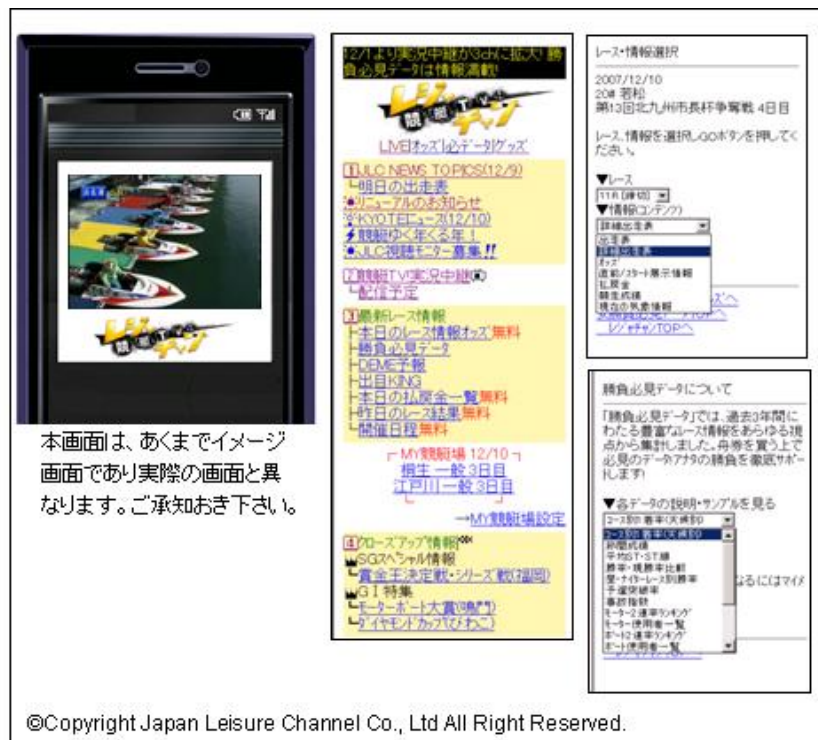 本画面は、あくまでイメージ
画面であり実際の画面と異
なります。ご承知おき下さい。
12/1より実況中継が3chに拡大! 勝
負必見データは情報満載!
レジャチャン
競艇TV
LIVE|オッズ|必データ|グッズ
1JLC NEWS TOPICS(12/9)
└明日の出走表
リニューアルのお知らせ
KYOTEIニュース(12/10)
競艇ゆく年くる年!
JLC視聴モニター募集!!
2競艇TV!実況中継
└配信予定
3最新レース情報
├本日のレース情報オッズ無料
├勝負必見データ
├DEME予報
├出目KING
├本日の払戻金一覧無料
├昨日のレース結果無料
└開催日程無料
┌ MY競艇場 12/10 ┐
桐生 一般 3日目
江戸川 一般 3日目
└ ┘
→MY競艇場設定
4クローズアップ情報
SGスペシャル情報
└賞金王決定戦・シリーズ戦(福岡)
GI特集
├モーターボート大賞(鳴門)
└ダイヤモンドカップ(びわこ)
レース・情報選択
2007/12/10
20# 若松
第13回北九州市長杯争奪戦 4日目
レース、情報を選択しGOボタンを押してく
ださい。
▼レース
11R [締切]
▼情報(コンテンツ)
詳細出走表
出走表
詳細出走表
オッズ
直前/スタート展示情報
払戻金
競走成績
現在の気象情報
レジャチャンTOPへ
勝負必見データについて
「勝負必見データ」では、過去3年間に
わたる豊富なレース情報をあらゆる視
点から集計しました。舟券を買う上で
必見のデータ!アナタの勝負を徹底サポー
トします!
▼各データの説明・サンプルを見る
コース別1着率(天候別)
コース別1着率(天候別)
節間成績
平均ST・ST順
勝率・現勝率比較
昼・ナイターレース別勝率
予選突破率
事故指数
モーター2連率ランキング
モーター使用者一覧
ボート2連率ランキング
ボート使用者一覧
なるにはマイメ
©Copyright Japan Leisure Channel Co., Ltd All Right Reserved.